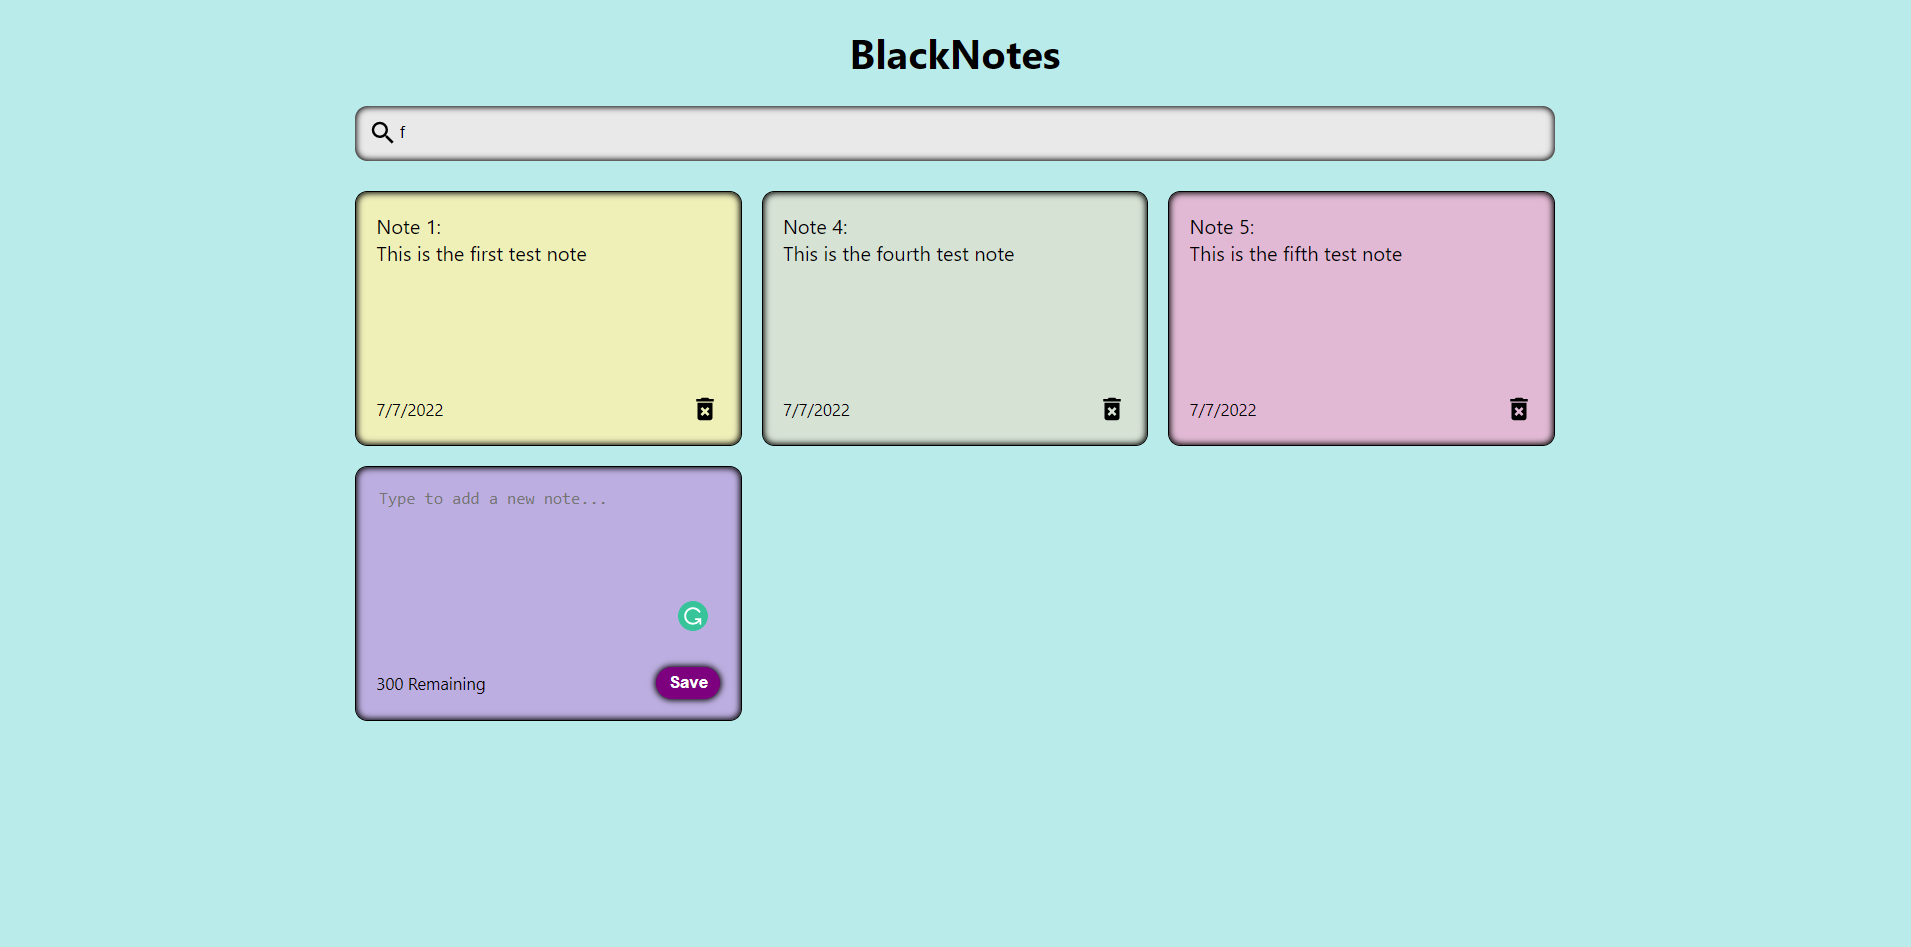 BlackNotes
f
Note 1:
This is the first test note
7/7/2022
Note 4:
This is the fourth test note
7/7/2022
Note 5:
This is the fifth test note
7/7/2022
Type to add a new note...
300 Remaining
Save